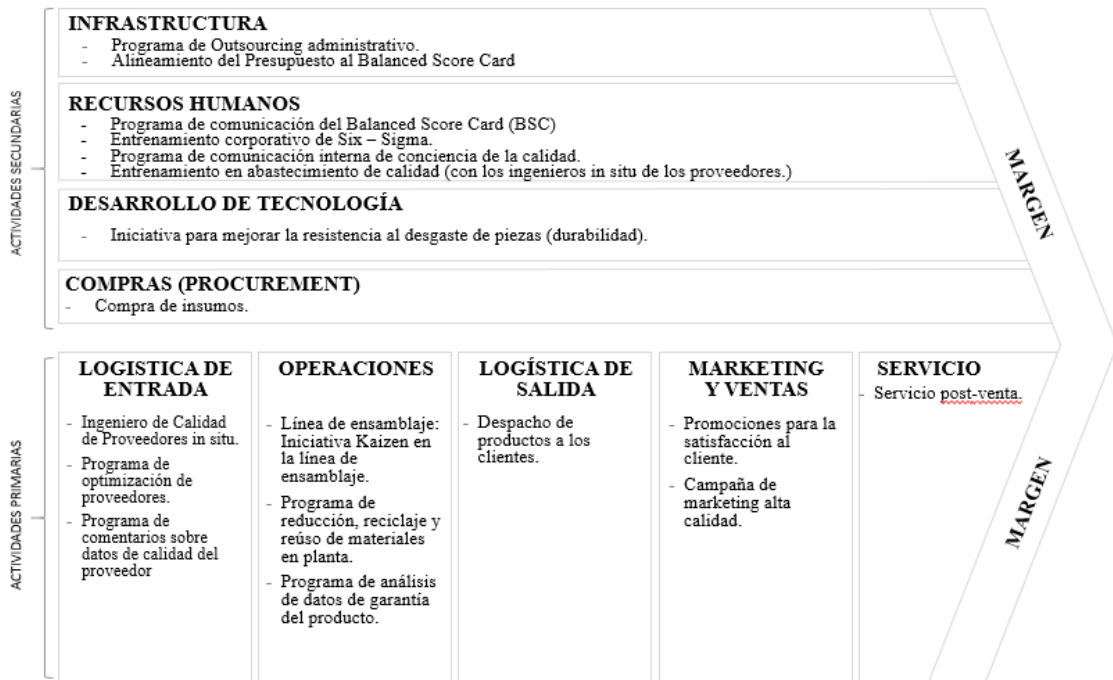 ACTIVIDADES SECUNDARIAS
INFRASTRUCTURA
- Programa de Outsourcing administrativo.
- Alineamiento del Presupuesto al Balanced Score Card
RECURSOS HUMANOS
- Programa de comunicación del Balanced Score Card (BSC)
- Entrenamiento corporativo de Six – Sigma.
- Programa de comunicación interna de conciencia de la calidad.
- Entrenamiento en abastecimiento de calidad (con los ingenieros in situ de los proveedores.)
DESARROLLO DE TECNOLOGÍA
- Iniciativa para mejorar la resistencia al desgaste de piezas (durabilidad).
COMPRAS (PROCUREMENT)
- Compra de insumos.
MARGEN
ACTIVIDADES PRIMARIAS
LOGISTICA DE
ENTRADA
- Ingeniero de Calidad
de Proveedores in situ.
- Programa de
optimización de
proveedores.
- Programa de
comentarios sobre
datos de calidad del
proveedor
OPERACIONES
- Línea de ensamblaje:
Iniciativa Kaizen en
la línea de
ensamblaje.
- Programa de
reducción, reciclaje y
reúso de materiales
en planta.
- Programa de análisis
de datos de garantía
del producto.
LOGÍSTICA DE
SALIDA
- Despacho de
productos a los
clientes.
MARKETING
Y VENTAS
- Promociones para la
satisfacción al
cliente.
- Campaña de
marketing alta
calidad.
SERVICIO
- Servicio post-venta.
MARGEN